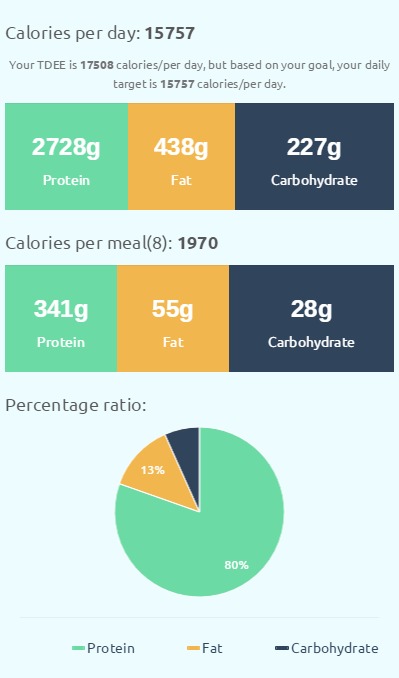 Calories per day: 15757
Your TDEE is 17508 calories/per day, but based on your goal, your daily
target is 15757 calories/per day.
2728g 438g 227g
Protein Fat Carbohydrate
Calories per meal(8): 1970
341g 55g 28g
Protein Fat Carbohydrate
Percentage ratio:
13%
80%
Protein Fat Carbohydrate